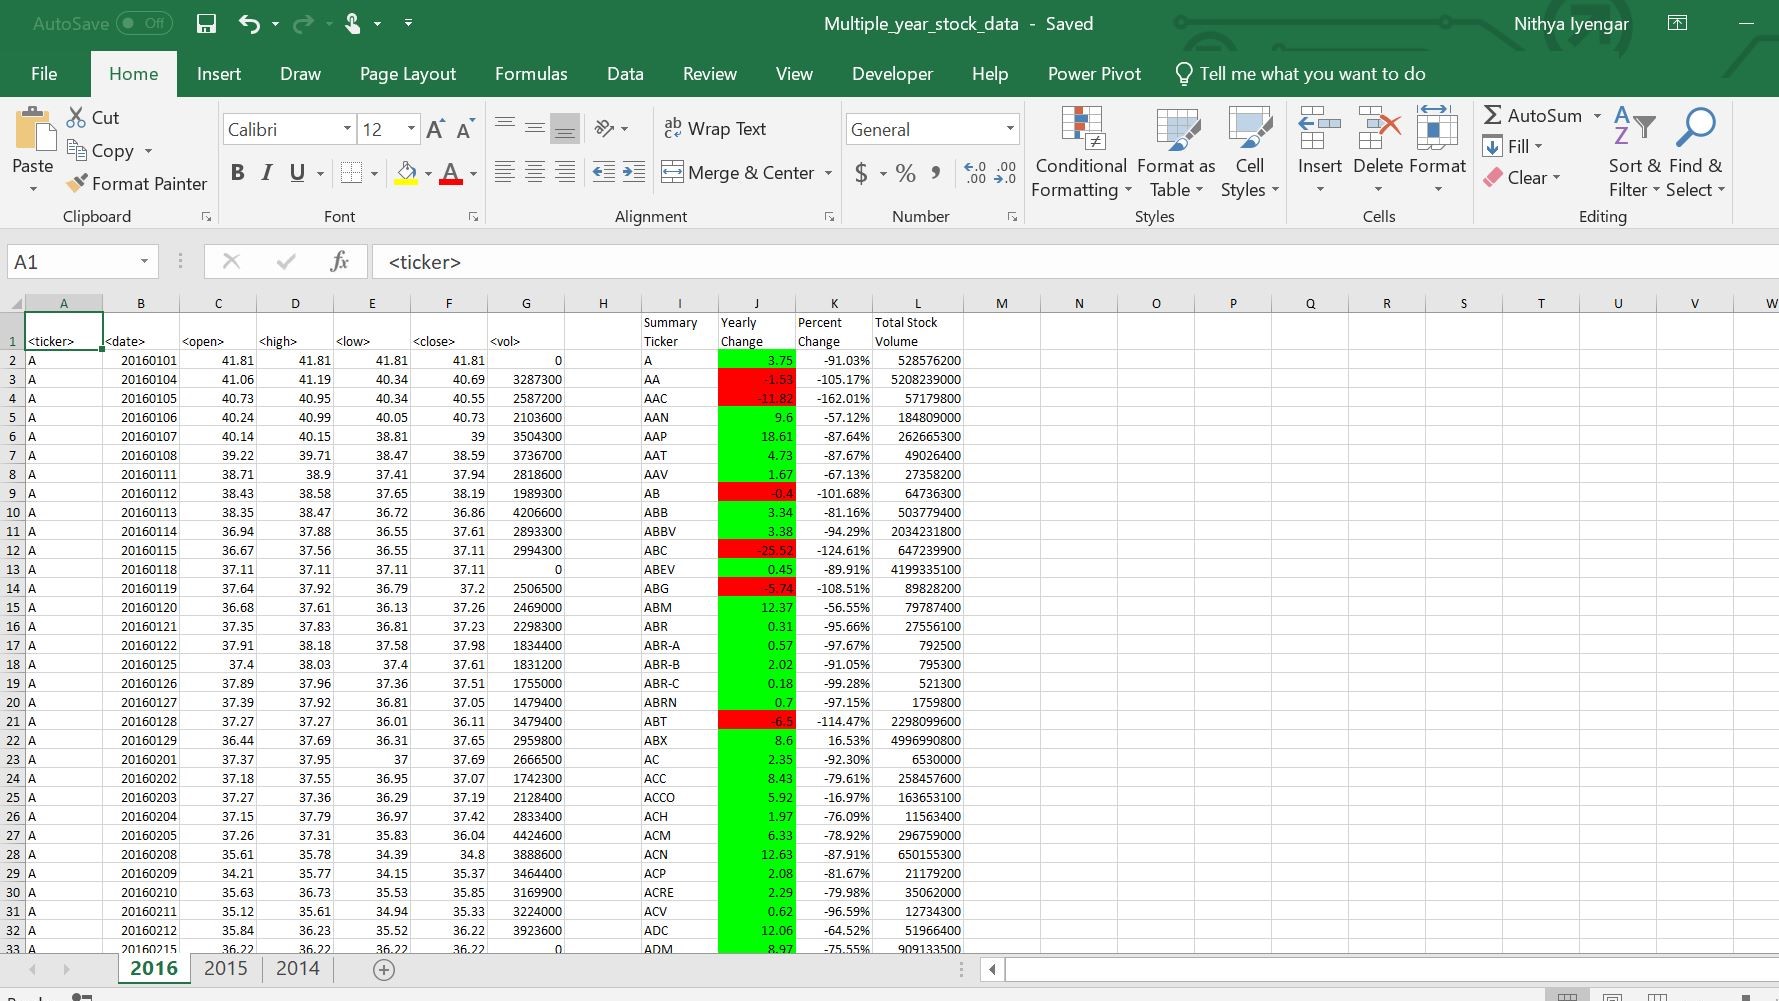 AutoSave Off Multiple_year_stock_data - Saved Nithya Iyengar
File Home Insert Draw Page Layout Formulas Data Review View Developer Help Power Pivot Tell me what you want to do
Cut
Copy
Format Painter
Paste
Clipboard
Calibri 12
B I U
Font
Wrap Text
Merge & Center
Alignment
General
$ % ,
Number
Conditional Formatting
Format as Table
Cell Styles
Styles
Insert Delete Format
Cells
AutoSum
Fill
Clear
Sort & Filter
Find & Select
Editing
A1 fx <ticker>
A B C D E F G H I J K L M N O P Q R S T U V W
1 <ticker> <date> <open> <high> <low> <close> <vol> Summary Ticker Yearly Change Percent Change Total Stock Volume
2 A 20160101 41.81 41.81 41.81 41.81 0 A 3.75 -91.03% 528576200
3 A 20160104 41.06 41.19 40.34 40.69 3287300 AA -1.53 -105.17% 5208239000
4 A 20160105 40.73 40.95 40.34 40.55 2587200 AAC -11.82 -162.01% 57179800
5 A 20160106 40.24 40.99 40.05 40.73 2103600 AAN 9.6 -57.12% 184809000
6 A 20160107 40.14 40.15 38.81 39 3504300 AAP 18.61 -87.64% 262665300
7 A 20160108 39.22 39.71 38.47 38.59 3736700 AAT 4.73 -87.67% 49026400
8 A 20160111 38.71 38.9 37.41 37.94 2818600 AAV 1.67 -67.13% 27358200
9 A 20160112 38.43 38.58 37.65 38.19 1989300 AB -0.4 -101.68% 64736300
10 A 20160113 38.35 38.47 36.72 36.86 4206600 ABB 3.34 -81.16% 503779400
11 A 20160114 36.94 37.88 36.55 37.61 2893300 ABBV 3.38 -94.29% 2034231800
12 A 20160115 36.67 37.56 36.55 37.11 2994300 ABC -25.52 -124.61% 647239900
13 A 20160118 37.11 37.11 37.11 37.11 0 ABEV 0.45 -89.91% 4199335100
14 A 20160119 37.64 37.92 36.79 37.2 2506500 ABG -5.74 -108.51% 89828200
15 A 20160120 36.68 37.61 36.13 37.26 2469000 ABM 12.37 -56.55% 79787400
16 A 20160121 37.35 37.83 36.81 37.23 2298300 ABR 0.31 -95.66% 27556100
17 A 20160122 37.91 38.18 37.58 37.98 1834400 ABR-A 0.57 -97.67% 792500
18 A 20160125 37.4 38.03 37.4 37.61 1831200 ABR-B 2.02 -91.05% 795300
19 A 20160126 37.89 37.96 37.36 37.51 1755000 ABR-C 0.18 -99.28% 521300
20 A 20160127 37.39 37.92 36.81 37.05 1479400 ABRN 0.7 -97.15% 1759800
21 A 20160128 37.27 37.27 36.01 36.11 3479400 ABT -6.5 -114.47% 2298099600
22 A 20160129 36.44 37.69 36.31 37.65 2959800 ABX 8.6 16.53% 4996990800
23 A 20160201 37.37 37.95 37 37.69 2666500 AC 2.35 -92.30% 6530000
24 A 20160202 37.18 37.55 36.95 37.07 1742300 ACC 8.43 -79.61% 258457600
25 A 20160203 37.27 37.36 36.29 37.19 2128400 ACCO 5.92 -16.97% 163653100
26 A 20160204 37.15 37.79 36.97 37.42 2833400 ACH 1.97 -76.09% 11563400
27 A 20160205 37.26 37.31 35.83 36.04 4424600 ACM 6.33 -78.92% 296759000
28 A 20160208 35.61 35.78 34.39 34.8 3888600 ACN 12.63 -87.91% 650155300
29 A 20160209 34.21 35.77 34.15 35.37 3464400 ACP 2.08 -81.67% 21179200
30 A 20160210 35.63 36.73 35.53 35.85 3169900 ACRE 2.29 -79.98% 35062000
31 A 20160211 35.12 35.61 34.94 35.33 3224000 ACV 0.62 -96.59% 12734300
32 A 20160212 35.84 36.23 35.52 36.22 3923600 ADC 12.06 -64.52% 51966400
33 A 20160215 36.22 36.22 36.22 36.22 0 ADM 8.97 -75.55% 909133500
2016 2015 2014